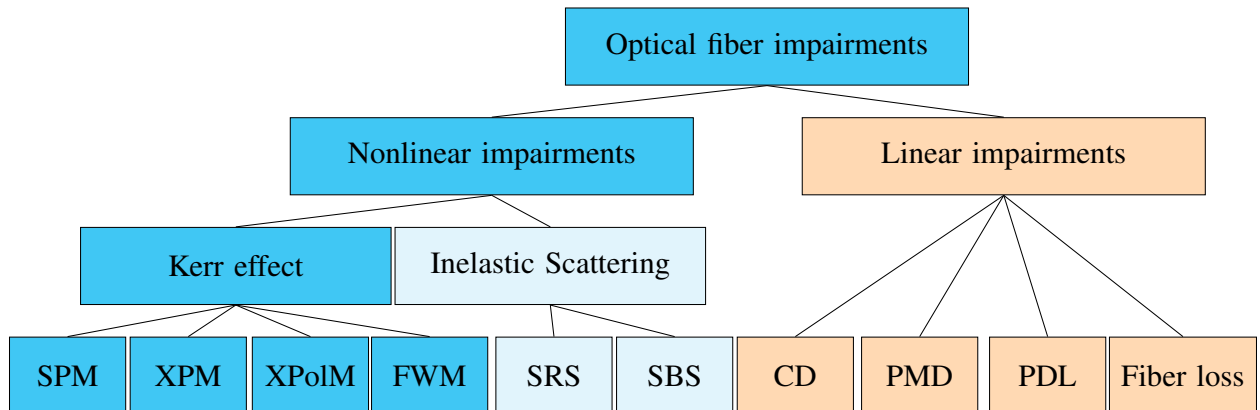 Optical fiber impairments
Nonlinear impairments
Linear impairments
Kerr effect
Inelastic Scattering
SPM
XPM
XPolM
FWM
SRS
SBS
CD
PMD
PDL
Fiber loss